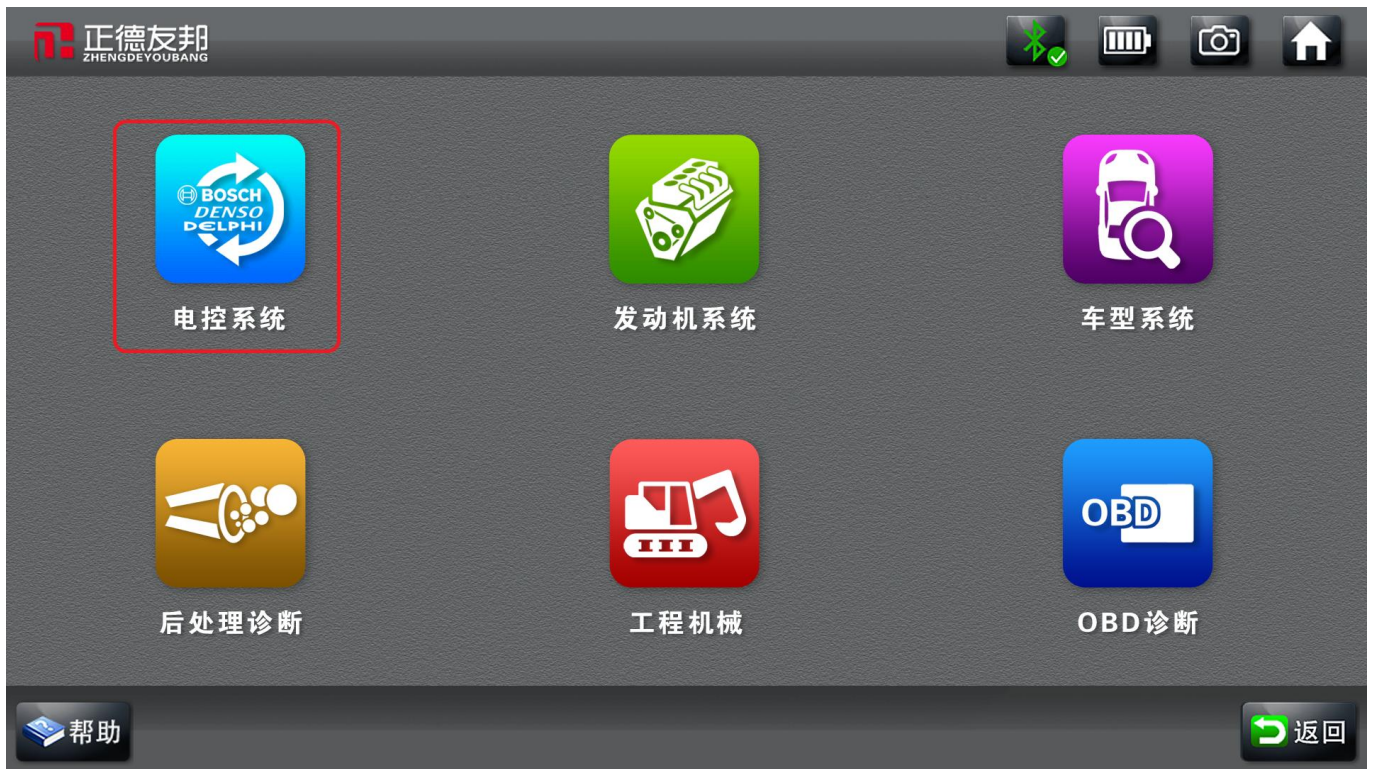 正德友邦
ZHENGDEYOUBANG
BOSCH
DENSO
DELPHI
电控系统
发动机系统
车型系统
OBD
后处理诊断
工程机械
OBD诊断
帮助
返回